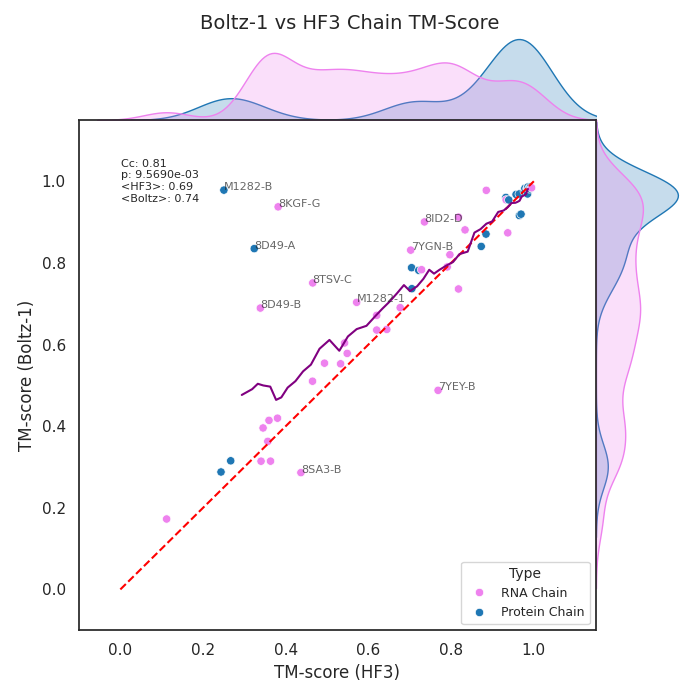 Boltz-1 vs HF3 Chain TM-Score
Cc: 0.81
p: 9.5690e-03
<HF3>: 0.69
<Boltz>: 0.74
M1282-B
8KGF-G
8ID2-B
8D49-A
7YGN-B
8TSV-C
M1282-1
8D49-B
7YEY-B
8SA3-B
TM-score (Boltz-1)
1.0
0.8
0.6
0.4
0.2
0.0
0.0 0.2 0.4 0.6 0.8 1.0
TM-score (HF3)
Type
RNA Chain
Protein Chain